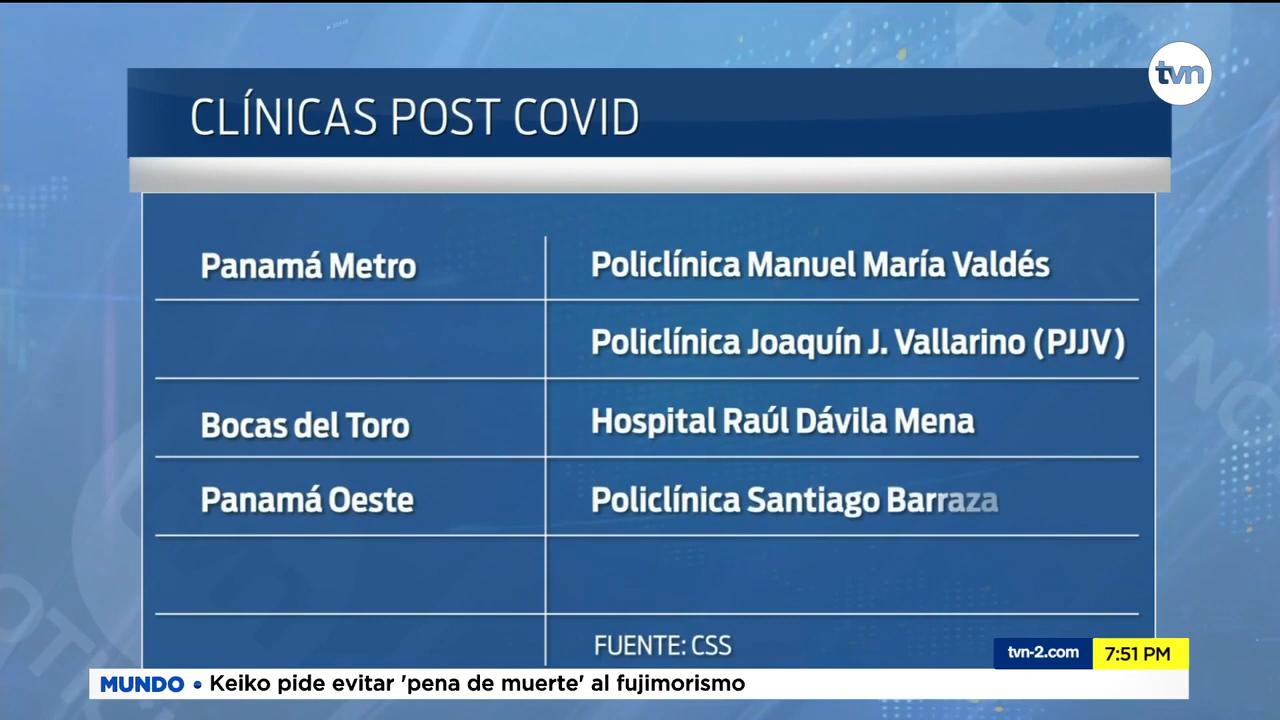 tvn
CLÍNICAS POST COVID
Panamá Metro
Policlínica Manuel María Valdés
Policlínica Joaquín J. Vallarino (PJJV)
Bocas del Toro
Hospital Raúl Dávila Mena
Panamá Oeste
Policlínica Santiago Barraza
FUENTE: CSS
tvn-2.com
7:51 PM
MUNDO • Keiko pide evitar 'pena de muerte' al fujimorismo